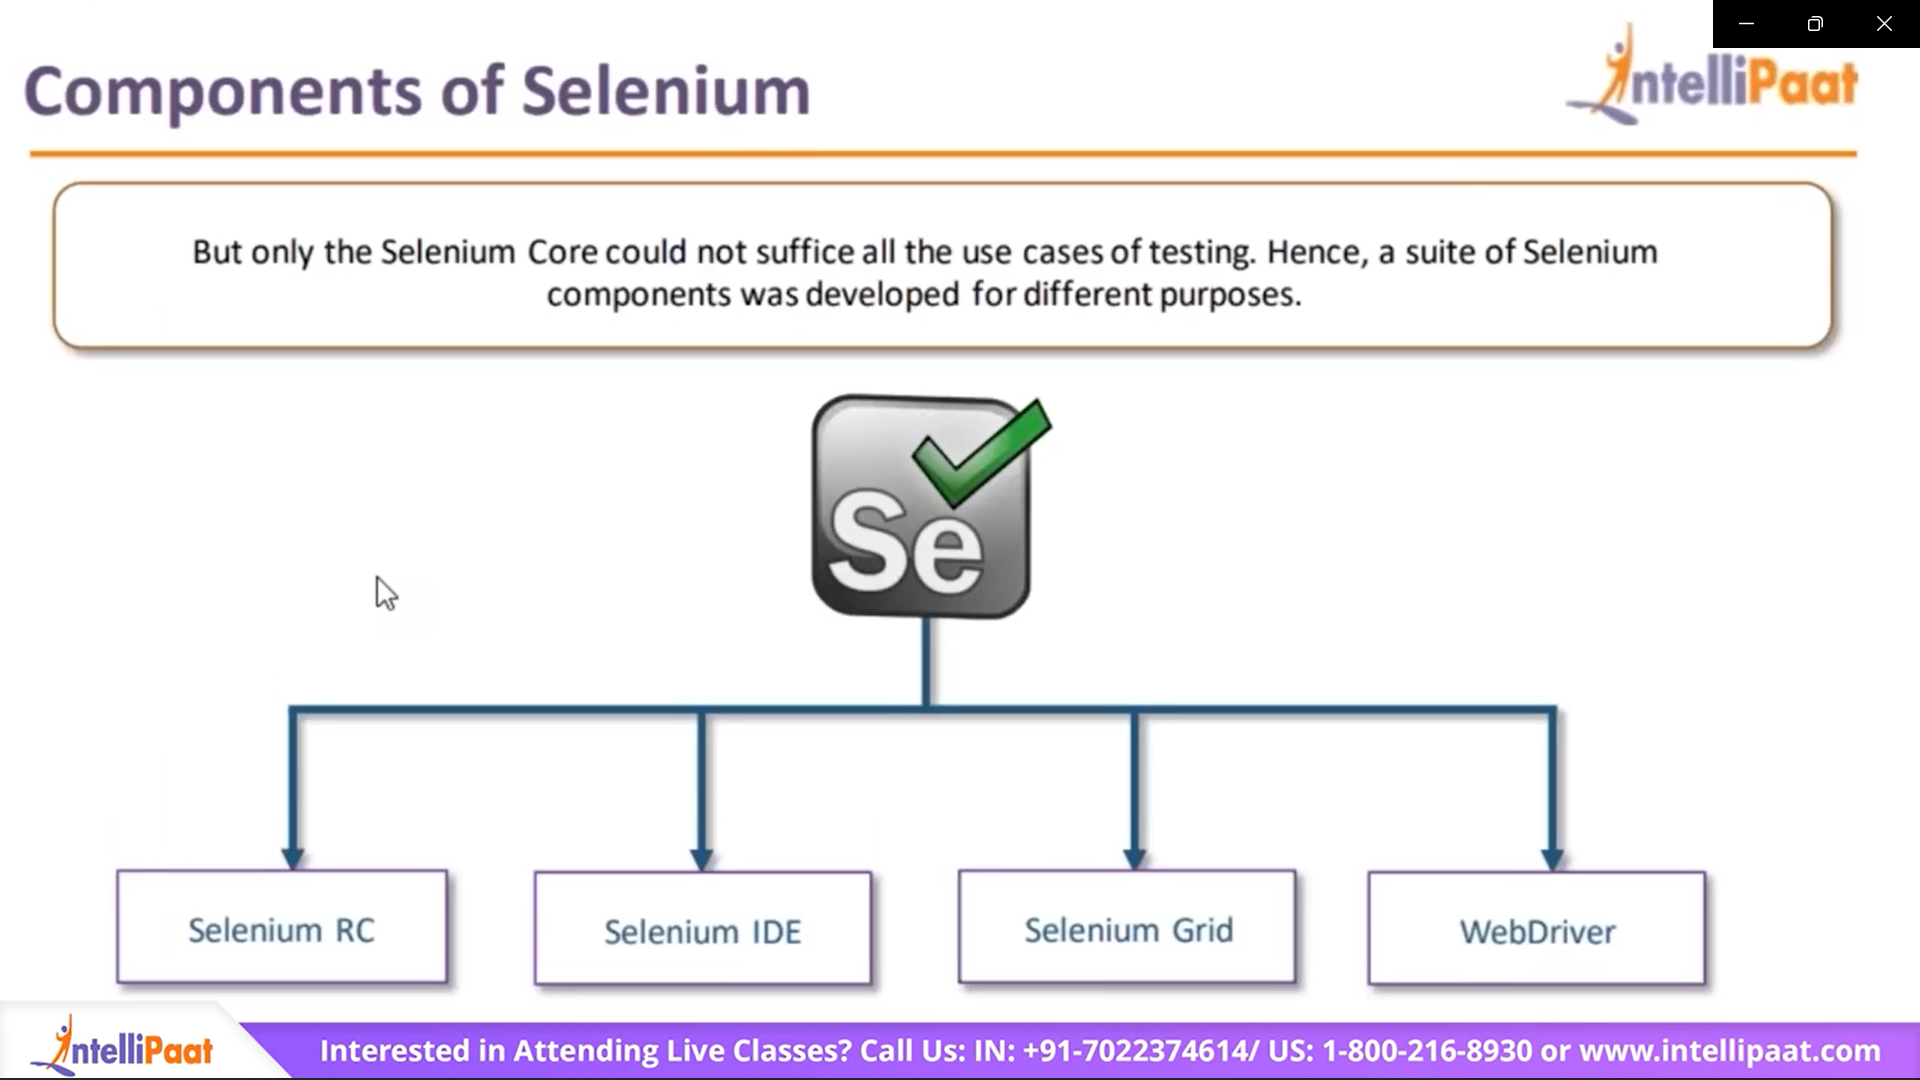 Components of Selenium
IntelliPaat
But only the Selenium Core could not suffice all the use cases of testing. Hence, a suite of Selenium
components was developed for different purposes.
Se
Selenium RC
Selenium IDE
Selenium Grid
WebDriver
IntelliPaat
Interested in Attending Live Classes? Call Us: IN: +91-7022374614/ US: 1-800-216-8930 or www.intellipaat.com